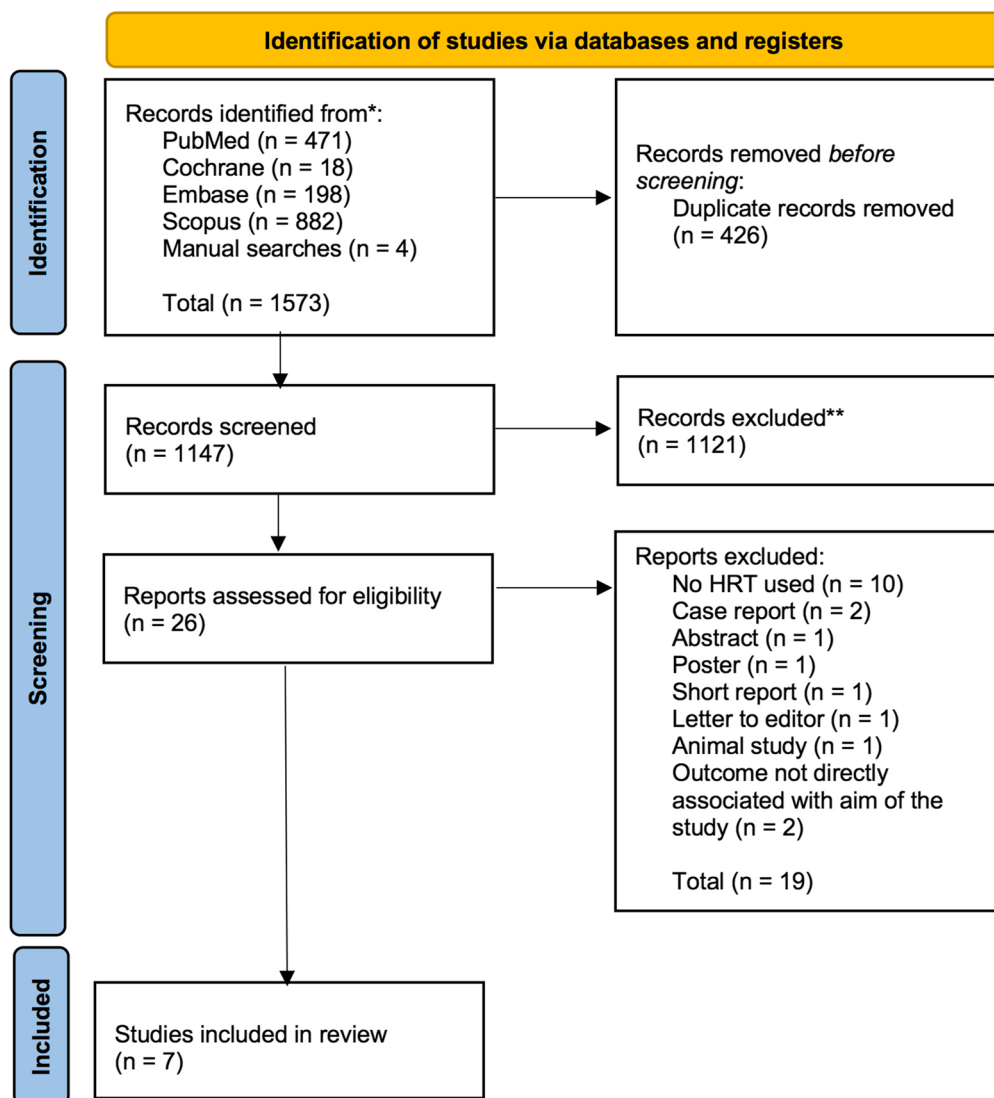 Identification of studies via databases and registers
Identification
Records identified from*:
PubMed (n = 471)
Cochrane (n = 18)
Embase (n = 198)
Scopus (n = 882)
Manual searches (n = 4)
Total (n = 1573)
Records removed before
screening:
Duplicate records removed
(n = 426)
Screening
Records screened
(n = 1147)
Records excluded**
(n = 1121)
Reports assessed for eligibility
(n = 26)
Reports excluded:
No HRT used (n = 10)
Case report (n = 2)
Abstract (n = 1)
Poster (n = 1)
Short report (n = 1)
Letter to editor (n = 1)
Animal study (n = 1)
Outcome not directly
associated with aim of the
study (n = 2)
Total (n = 19)
Included
Studies included in review
(n = 7)